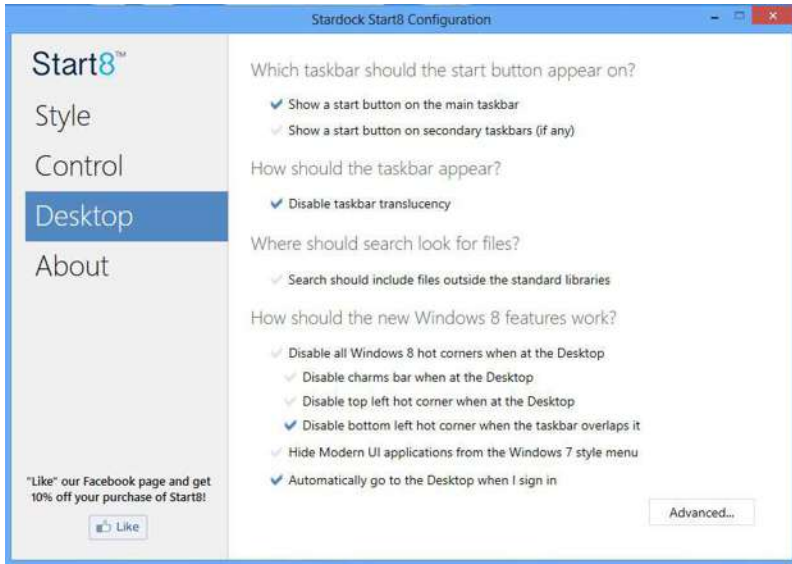 Stardock Start8 Configuration
Start8™
Style
Control
Desktop
About
"Like" our Facebook page and get
10% off your purchase of Start8!
Like
Which taskbar should the start button appear on?
Show a start button on the main taskbar
Show a start button on secondary taskbars (if any)
How should the taskbar appear?
Disable taskbar translucency
Where should search look for files?
Search should include files outside the standard libraries
How should the new Windows 8 features work?
Disable all Windows 8 hot corners when at the Desktop
Disable charms bar when at the Desktop
Disable top left hot corner when at the Desktop
Disable bottom left hot corner when the taskbar overlaps it
Hide Modern UI applications from the Windows 7 style menu
Automatically go to the Desktop when I sign in
Advanced...